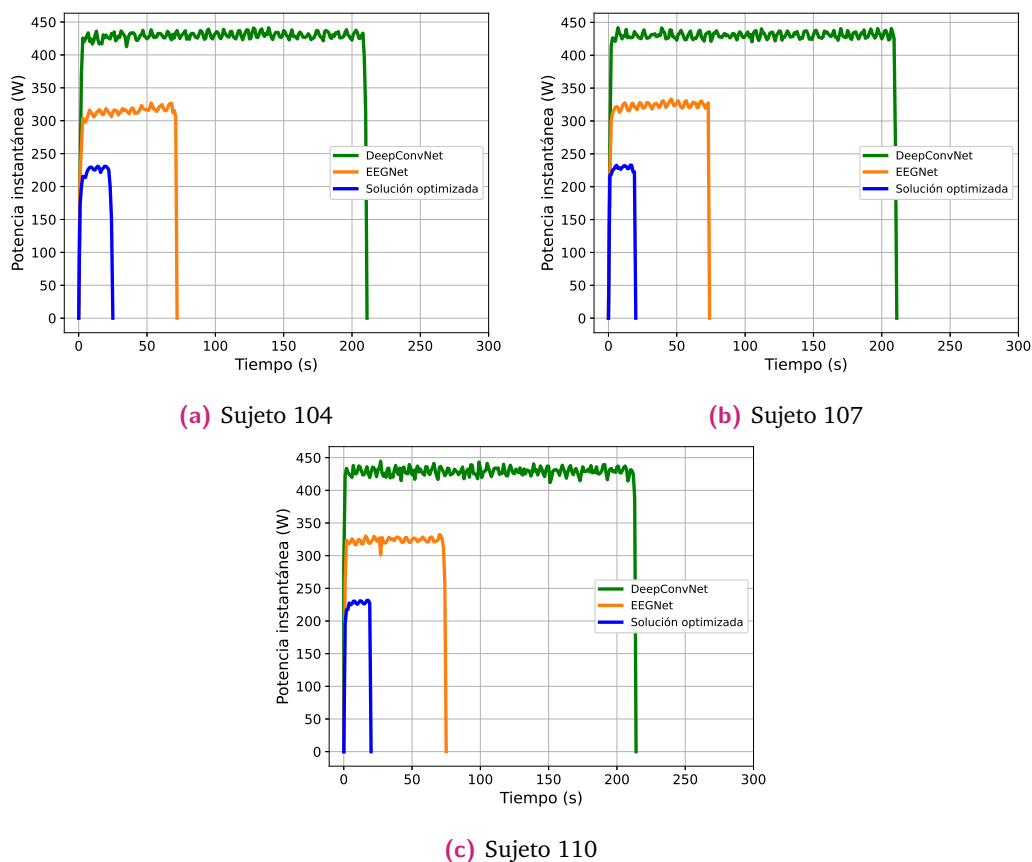 450
400
350
300
250
200
150
100
50
0
Potencia instantánea (W)
DeepConvNet
EEGNet
Solución optimizada
0 50 100 150 200 250 300
Tiempo (s)
(a) Sujeto 104
450
400
350
300
250
200
150
100
50
0
Potencia instantánea (W)
DeepConvNet
EEGNet
Solución optimizada
0 50 100 150 200 250 300
Tiempo (s)
(b) Sujeto 107
450
400
350
300
250
200
150
100
50
0
Potencia instantánea (W)
DeepConvNet
EEGNet
Solución optimizada
0 50 100 150 200 250 300
Tiempo (s)
(c) Sujeto 110